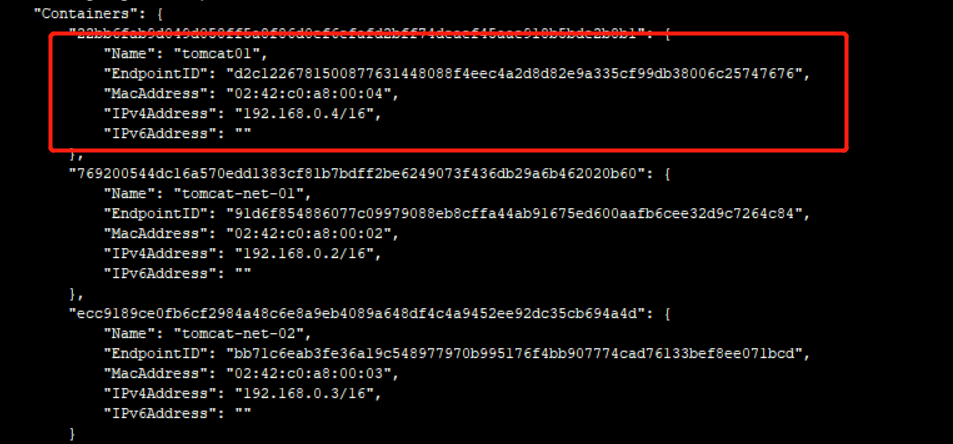 "Containers": {
": {
"Name": "tomcat01",
"EndpointID": "d2c1226781500877631448088f4eec4a2d8d82e9a335cf99db38006c25747676",
"MacAddress": "02:42:c0:a8:00:04",
"IPv4Address": "192.168.0.4/16",
"IPv6Address": ""
},
"769200544dc16a570edd1383cf81b7bdff2be6249073f436db29a6b462020b60": {
"Name": "tomcat-net-01",
"EndpointID": "91d6f854886077c09979088eb8cffa44ab91675ed600aafb6cee32d9c7264c84",
"MacAddress": "02:42:c0:a8:00:02",
"IPv4Address": "192.168.0.2/16",
"IPv6Address": ""
},
"ecc9189ce0fb6cf2984a48c6e8a9eb4089a648df4c4a9452ee92dc35cb694a4d": {
"Name": "tomcat-net-02",
"EndpointID": "bb71c6eab3fe36a19c548977970b995176f4bb907774cad76133bef8ee071bcd",
"MacAddress": "02:42:c0:a8:00:03",
"IPv4Address": "192.168.0.3/16",
"IPv6Address": ""
}